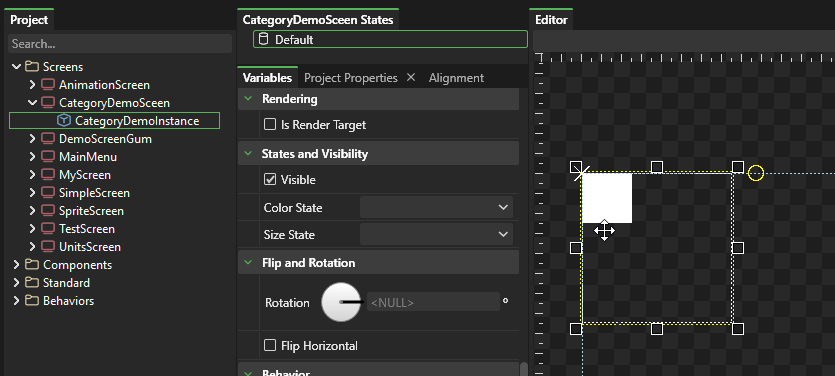 Project
Search...
Screens
AnimationScreen
CategoryDemoSceen
CategoryDemoInstance
DemoScreenGum
MainMenu
MyScreen
SimpleScreen
SpriteScreen
TestScreen
UnitsScreen
Components
Standard
Behaviors
CategoryDemoSceen States
Default
Variables Project Properties Alignment
Rendering
Is Render Target
States and Visibility
Visible
Color State
Size State
Flip and Rotation
Rotation <NULL> °
Flip Horizontal
Behavior
Editor